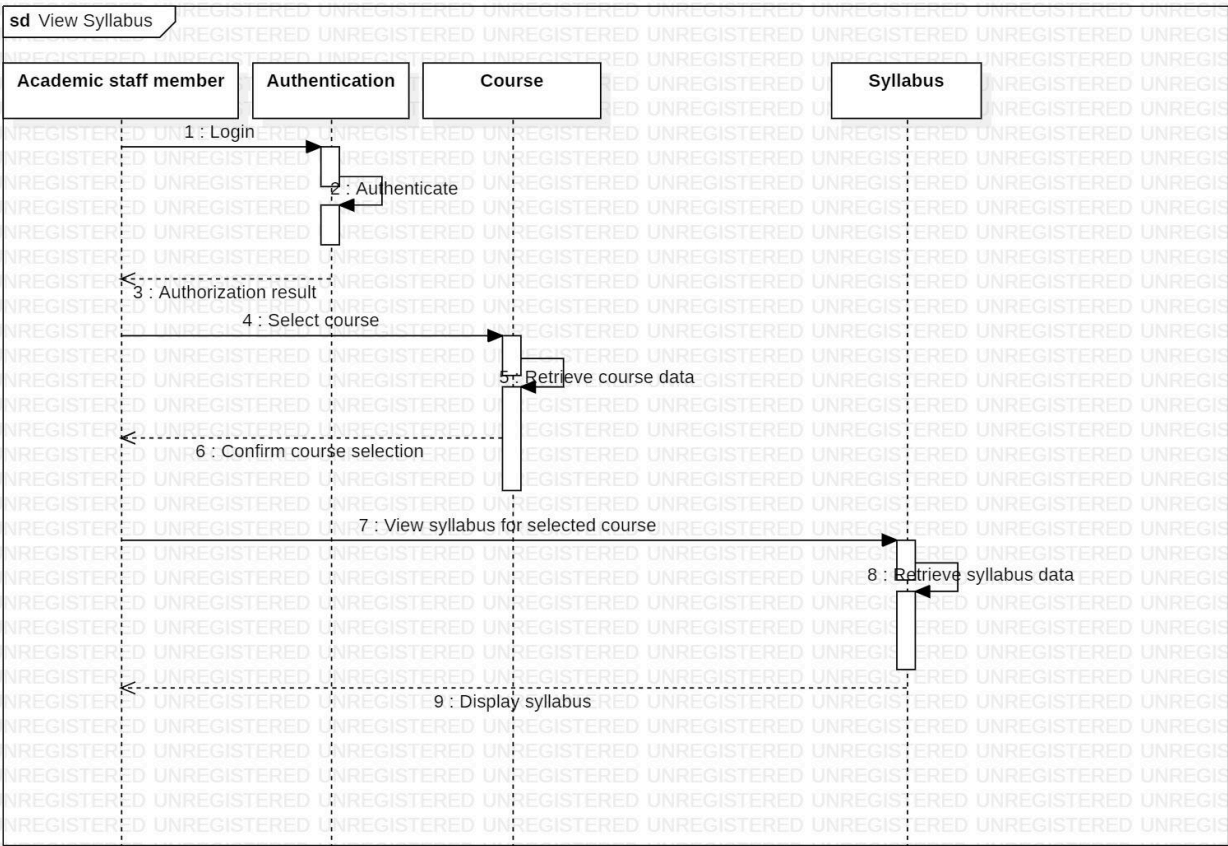 sd View Syllabus
Academic staff member
Authentication
Course
Syllabus
1 : Login
2 : Authenticate
3 : Authorization result
4 : Select course
5 : Retrieve course data
6 : Confirm course selection
7 : View syllabus for selected course
8 : Retrieve syllabus data
9 : Display syllabus
UNREGISTERED